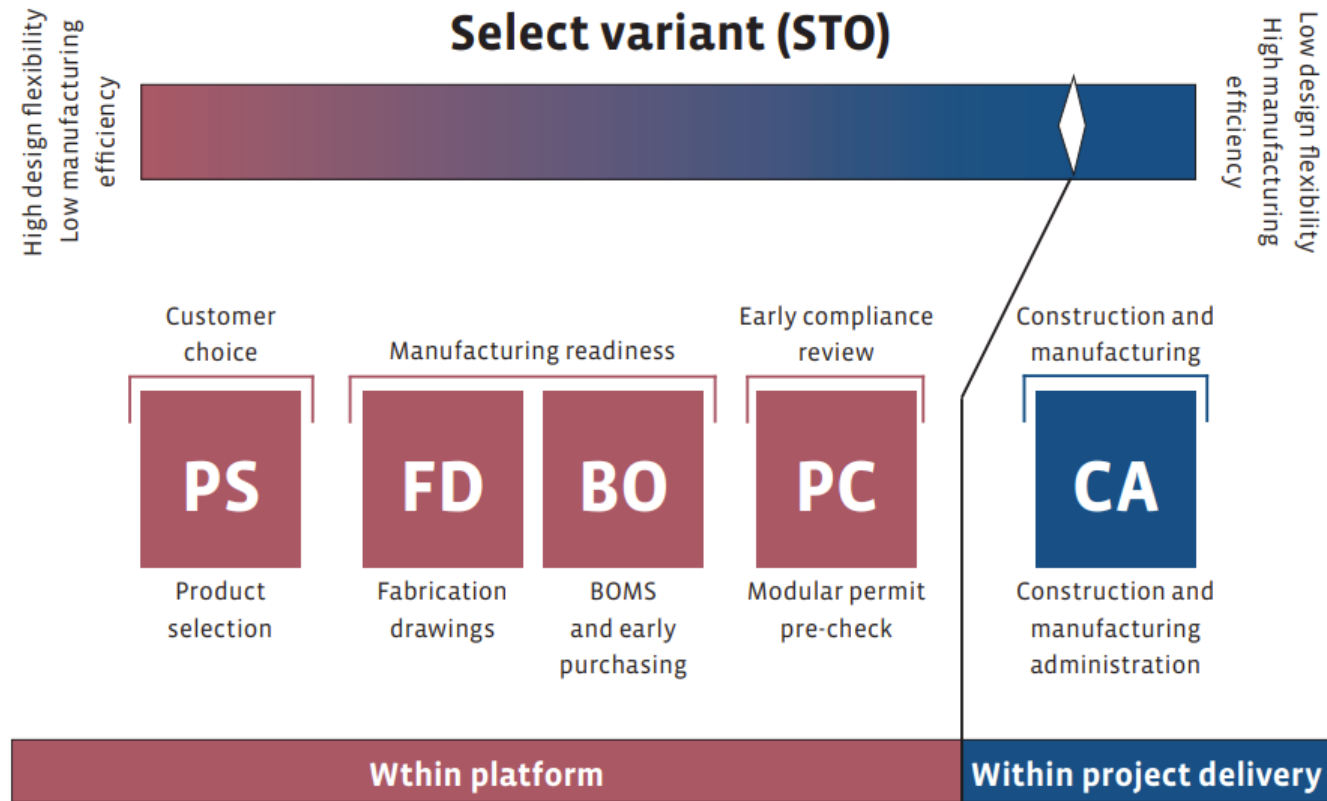 Select variant (STO)
High design flexibility
Low manufacturing
efficiency
Low design flexibility
High manufacturing
efficiency
Customer
choice
Manufacturing readiness
Early compliance
review
Construction and
manufacturing
PS
FD
BO
PC
CA
Product
selection
Fabrication
drawings
BOMS
and early
purchasing
Modular permit
pre-check
Construction and
manufacturing
administration
Wthin platform
Within project delivery